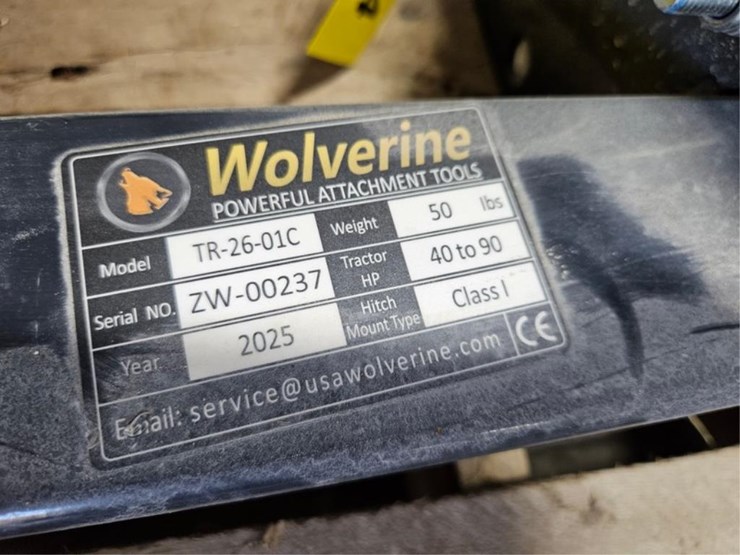 Wolverine
POWERFUL ATTACHMENT TOOLS
Model TR-26-01C Weight 50 lbs
Serial NO. ZW-00237 Tractor HP 40 to 90
Year 2025 Hitch Mount Type Class I
Email: service@usawolverine.com CE